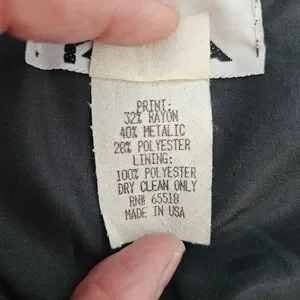 PRINT:
32% RAYON
40% METALIC
28% POLYESTER
LINING:
100% POLYESTER
DRY CLEAN ONLY
RN# 65518
MADE IN USA